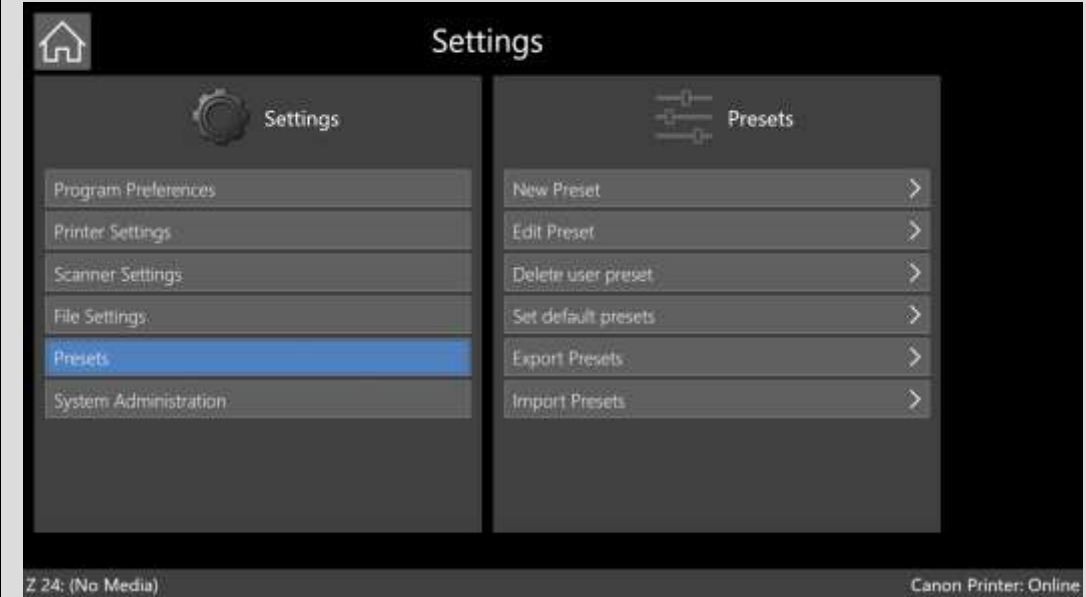 Settings
Settings
Program Preferences
Printer Settings
Scanner Settings
File Settings
Presets
System Administration
Presets
New Preset
Edit Preset
Delete user preset
Set default presets
Export Presets
Import Presets
Z 24: (No Media)
Canon Printer: Online